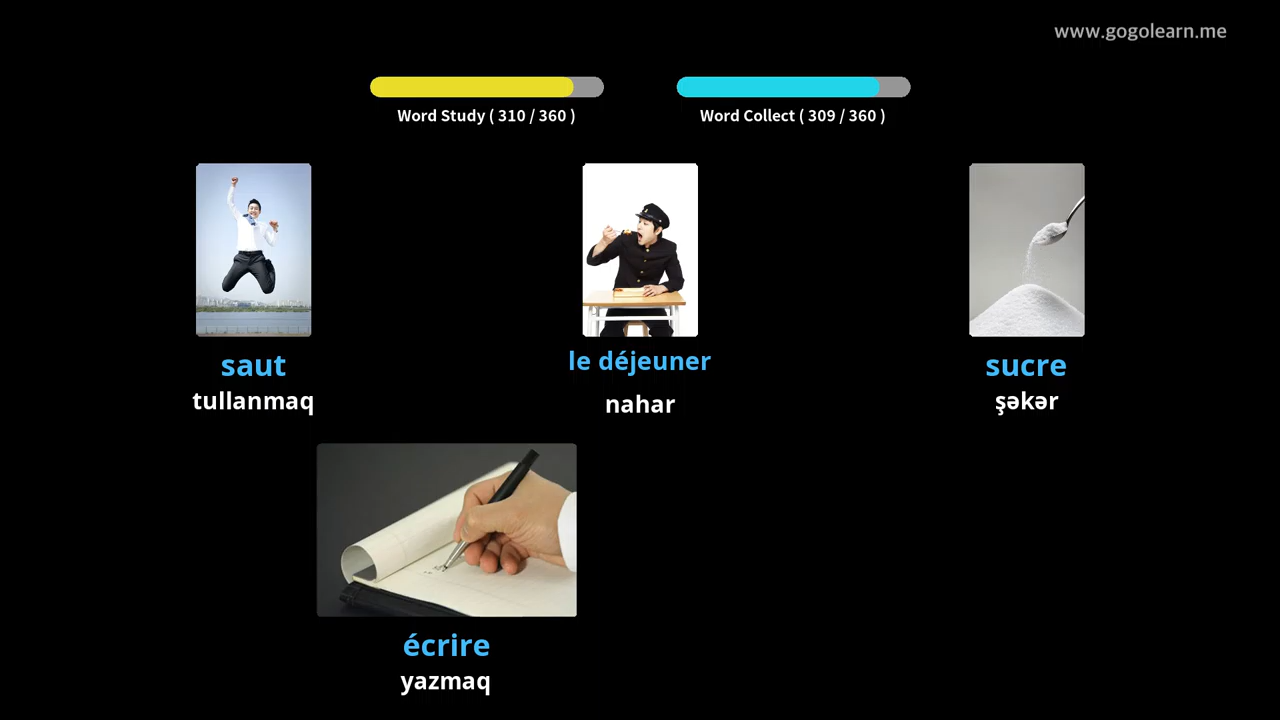 www.gogolearn.me
Word Study ( 310 / 360 )
Word Collect ( 309 / 360 )
saut
tullanmaq
le déjeuner
nahar
sucre
şəkər
écrire
yazmaq